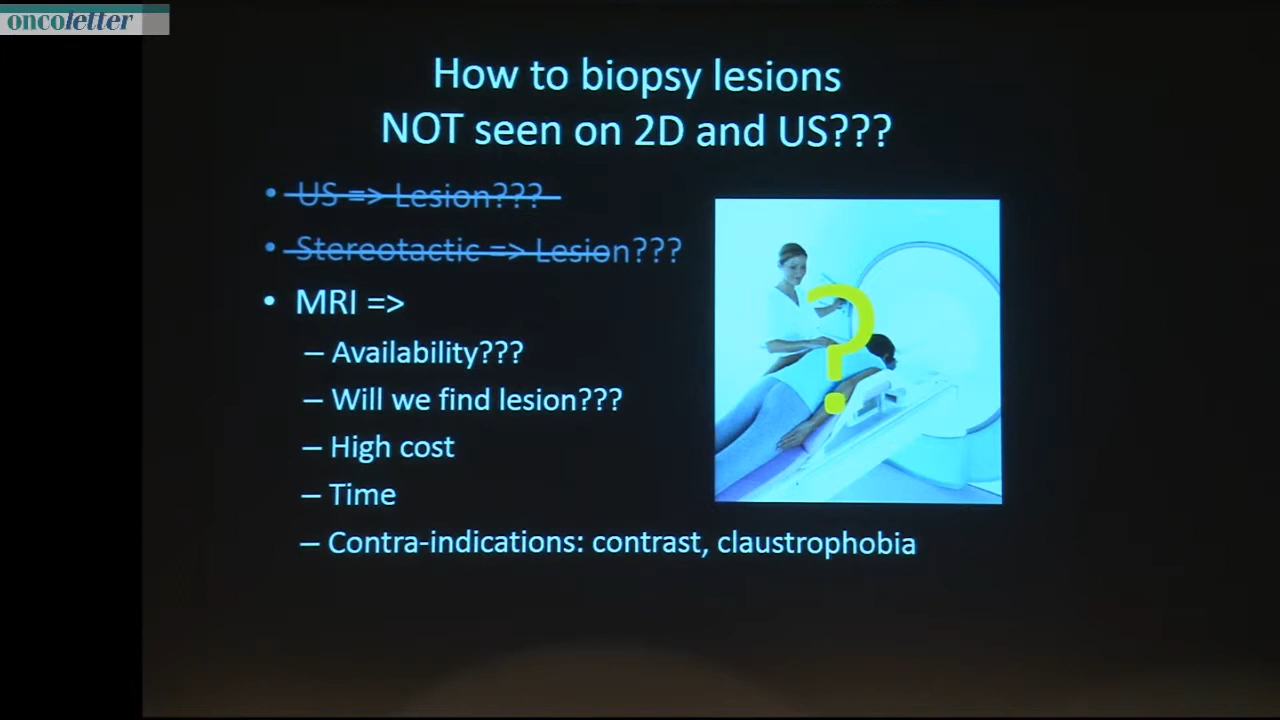 oncoletter
How to biopsy lesions
NOT seen on 2D and US???
• US => Lesion???
• Stereotactic => Lesion???
• MRI =>
– Availability???
– Will we find lesion???
– High cost
– Time
– Contra-indications: contrast, claustrophobia
?